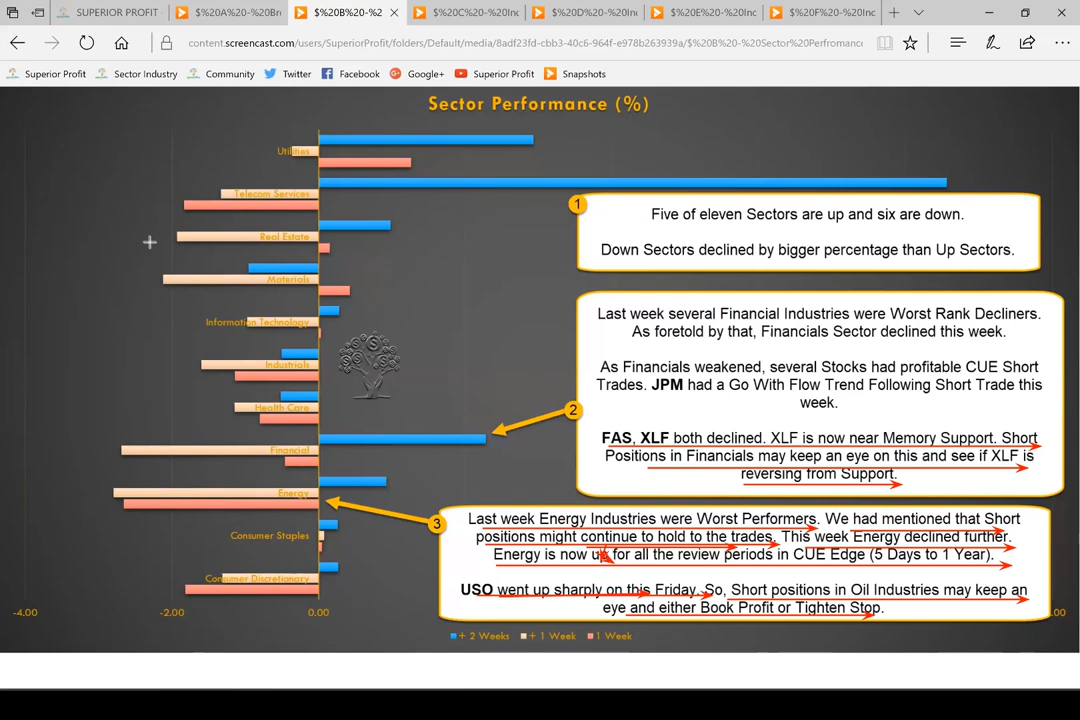 SUPERIOR PROFIT
$%20A%20-%20Br
$%20B%20-%2
$%20C%20-%20Inc
$%20D%20-%20Inc
$%20E%20-%20Inc
$%20F%20-%20Inc
content.screencast.com/users/SuperiorProfit/folders/Default/media/8adf23fd-cbb3-40c6-964f-e978b263939a/$%20B%20-%20Sector%20Perfromance
Superior Profit
Sector Industry
Community
Twitter
Facebook
Google+
Superior Profit
Snapshots
Sector Performance (%)
Utilities
Telecom Services
Real Estate
Materials
Information Technology
Industrials
Health Care
Financial
Energy
Consumer Staples
Consumer Discretionary
-4.00
-2.00
0.00
+ 2 Weeks
+ 1 Week
1 Week
1
Five of eleven Sectors are up and six are down.
Down Sectors declined by bigger percentage than Up Sectors.
2
Last week several Financial Industries were Worst Rank Decliners.
As foretold by that, Financials Sector declined this week.
As Financials weakened, several Stocks had profitable CUE Short
Trades. JPM had a Go With Flow Trend Following Short Trade this
week.
FAS, XLF both declined. XLF is now near Memory Support. Short
Positions in Financials may keep an eye on this and see if XLF is
reversing from Support.
3
Last week Energy Industries were Worst Performers. We had mentioned that Short
positions might continue to hold to the trades. This week Energy declined further.
Energy is now up for all the review periods in CUE Edge (5 Days to 1 Year).
USO went up sharply on this Friday. So, Short positions in Oil Industries may keep an
eye and either Book Profit or Tighten Stop.